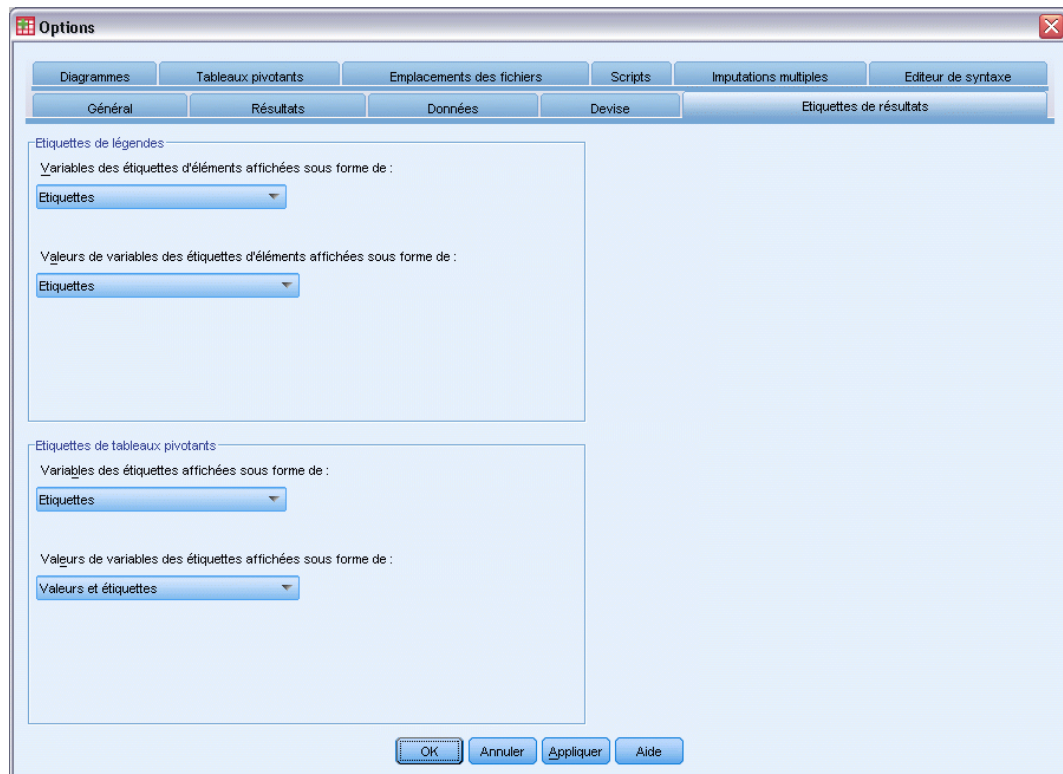 Options
Diagrammes Tableaux pivotants Emplacements des fichiers Scripts Imputations multiples Editeur de syntaxe
Général Résultats Données Devise Etiquettes de résultats
Etiquettes de légendes
Variables des étiquettes d'éléments affichées sous forme de :
Etiquettes
Valeurs de variables des étiquettes d'éléments affichées sous forme de :
Etiquettes
Etiquettes de tableaux pivotants
Variables des étiquettes affichées sous forme de :
Etiquettes
Valeurs de variables des étiquettes affichées sous forme de :
Valeurs et étiquettes
OK Annuler Appliquer Aide